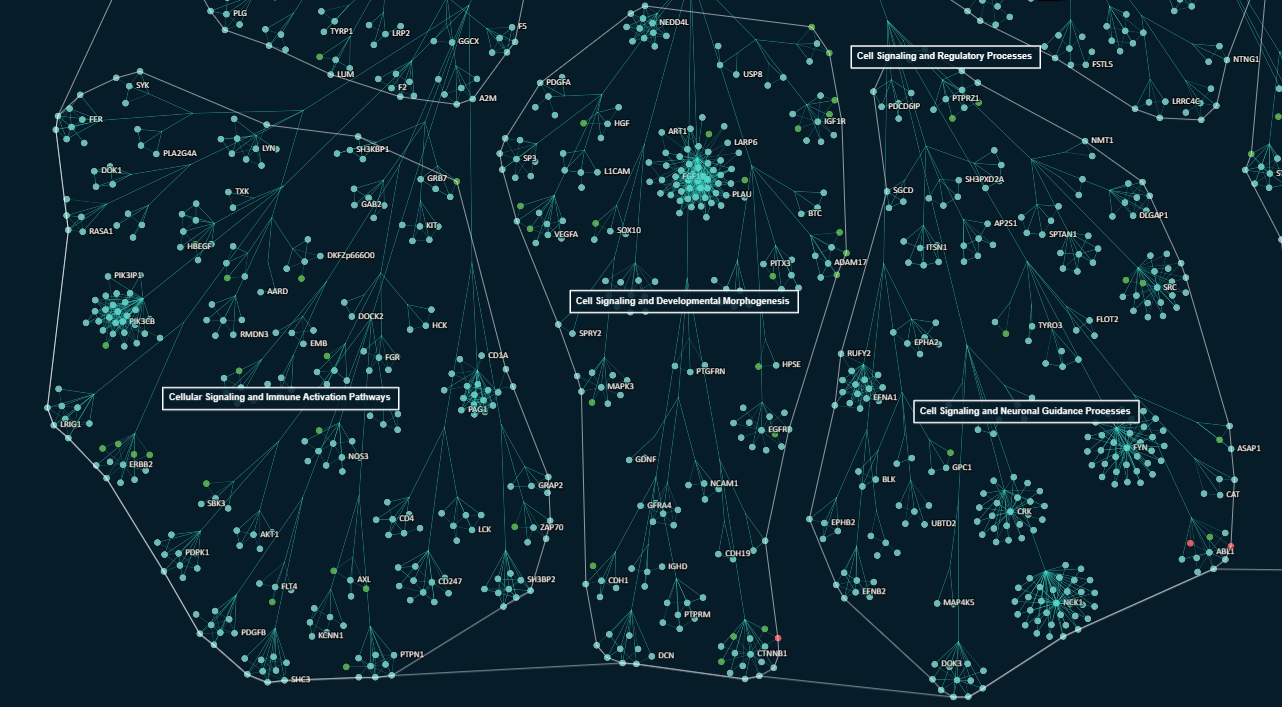 PLG
TYRP1
LRP2
GGCX
F5
LUM
F2
A2M
NEDD4L
USP8
Cell Signaling and Regulatory Processes
FSTL5
NTNG1
LRRC4C
SYK
FER
PLA2G4A
LYN
SH3KBP1
DOK1
TXK
GRB7
GAB2
KIT
RASA1
HBEGF
DKFZp666O0
PIK3IP1
AARD
PIK3CB
RMDN3
DOCK2
HCK
EMB
FGR
CD1A
PAG1
Cellular Signaling and Immune Activation Pathways
LRIG1
ERBB2
NOS3
SBK3
GRAP2
CD4
LCK
ZAP70
AKT1
PDPK1
FLT4
AXL
CD247
SH3BP2
PDGFB
KCNN1
PTPN1
SHC3
PDGFA
HGF
IGF1R
ART1
LARP6
SP3
L1CAM
PLAU
BTC
VEGFA
SOX10
PITX3
ADAM17
Cell Signaling and Developmental Morphogenesis
SPRY2
PTGFRN
HPSE
MAPK3
EGFR
GDNF
NCAM1
GFRA4
CDH19
IGHD
CDH1
PTPRM
DCN
CTNNB1
PDCD6IP
PTPRZ1
NMT1
SH3PXD2A
SGCD
DLGAP1
AP2S1
SPTAN1
ITSN1
SRC
TYRO3
FLOT2
EPHA2
RUFY2
EFNA1
Cell Signaling and Neuronal Guidance Processes
FYN
ASAP1
GPC1
BLK
CAT
CRK
EPHB2
UBTD2
ABL1
EFNB2
MAP4K5
NCK1
DOK3